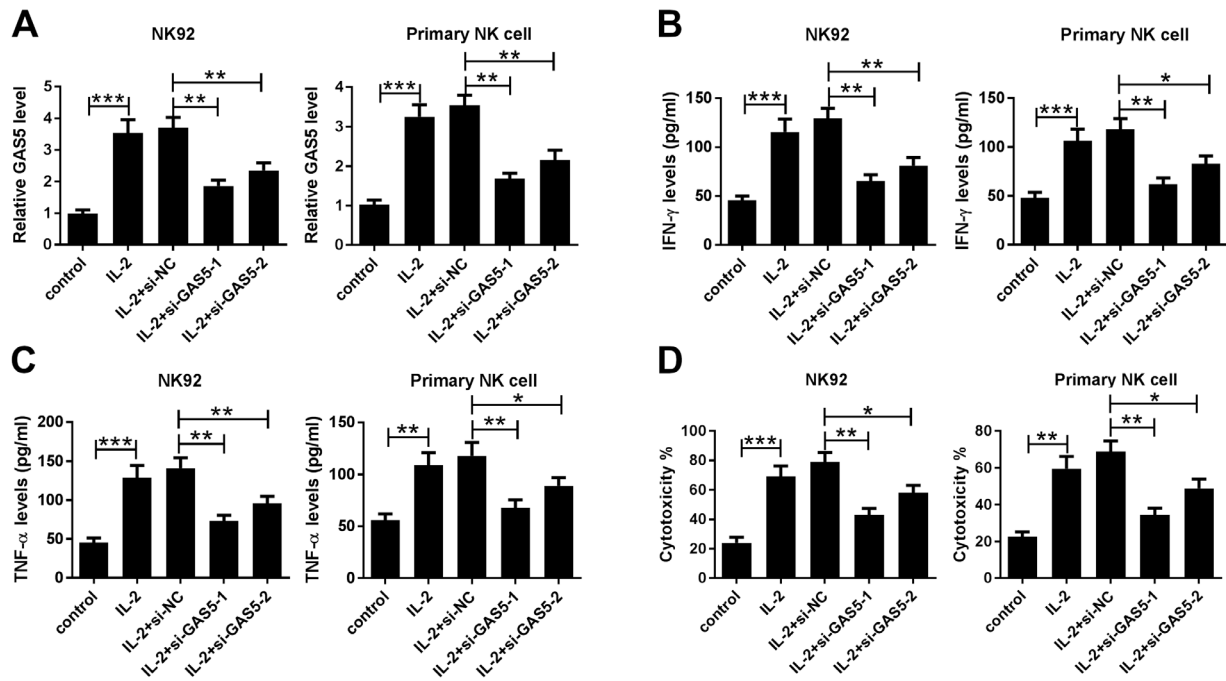 A
NK92
Relative GAS5 level
5
4
3
2
1
0
***
**
**
control
IL-2
IL-2+si-NC
IL-2+si-GAS5-1
IL-2+si-GAS5-2
Primary NK cell
Relative GAS5 level
4
3
2
1
0
***
**
**
control
IL-2
IL-2+si-NC
IL-2+si-GAS5-1
IL-2+si-GAS5-2
B
NK92
IFN-γ levels (pg/ml)
150
100
50
0
***
**
**
control
IL-2
IL-2+si-NC
IL-2+si-GAS5-1
IL-2+si-GAS5-2
Primary NK cell
IFN-γ levels (pg/ml)
150
100
50
0
***
**
*
control
IL-2
IL-2+si-NC
IL-2+si-GAS5-1
IL-2+si-GAS5-2
C
NK92
TNF-α levels (pg/ml)
200
150
100
50
0
***
**
**
control
IL-2
IL-2+si-NC
IL-2+si-GAS5-1
IL-2+si-GAS5-2
Primary NK cell
TNF-α levels (pg/ml)
150
100
50
0
**
**
*
control
IL-2
IL-2+si-NC
IL-2+si-GAS5-1
IL-2+si-GAS5-2
D
NK92
Cytotoxicity %
100
80
60
40
20
0
***
**
*
control
IL-2
IL-2+si-NC
IL-2+si-GAS5-1
IL-2+si-GAS5-2
Primary NK cell
Cytotoxicity %
80
60
40
20
0
**
**
*
control
IL-2
IL-2+si-NC
IL-2+si-GAS5-1
IL-2+si-GAS5-2